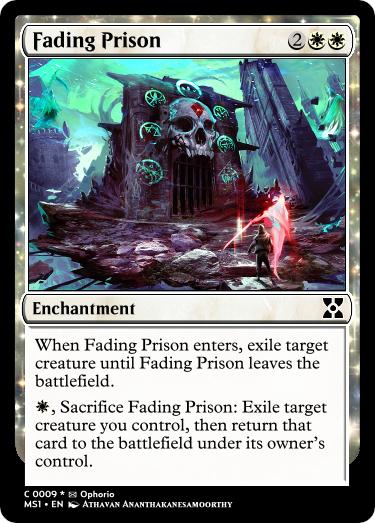 Fading Prison 2
Enchantment
When Fading Prison enters, exile target
creature until Fading Prison leaves the
battlefield.
, Sacrifice Fading Prison: Exile target
creature you control, then return that
card to the battlefield under its owner's
control.
C 0009 * Ophorio
MS1 • EN Athavan Ananthakanesamoorthy